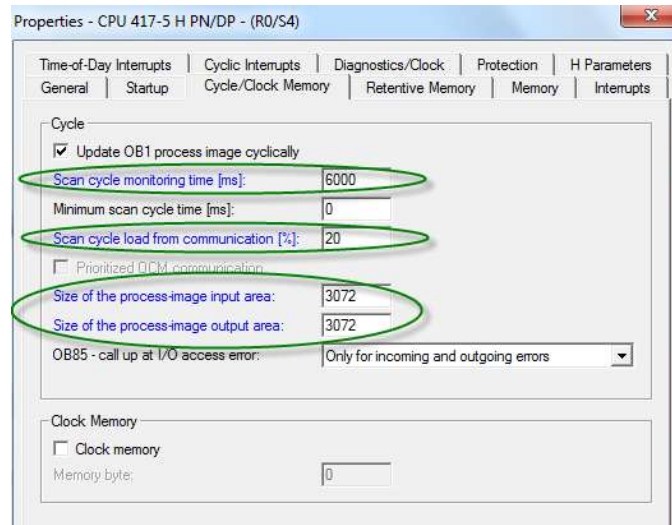 Properties - CPU 417-5 H PN/DP - (R0/S4)
Time-of-Day Interrupts Cyclic Interrupts Diagnostics/Clock Protection H Parameters
General Startup Cycle/Clock Memory Retentive Memory Memory Interrupts
Cycle
Update OB1 process image cyclically
Scan cycle monitoring time [ms]: 6000
Minimum scan cycle time [ms]: 0
Scan cycle load from communication [%]: 20
Prioritized OCM communication
Size of the process-image input area: 3072
Size of the process-image output area: 3072
OB85 - call up at I/O access error: Only for incoming and outgoing errors
Clock Memory
Clock memory
Memory byte: 0